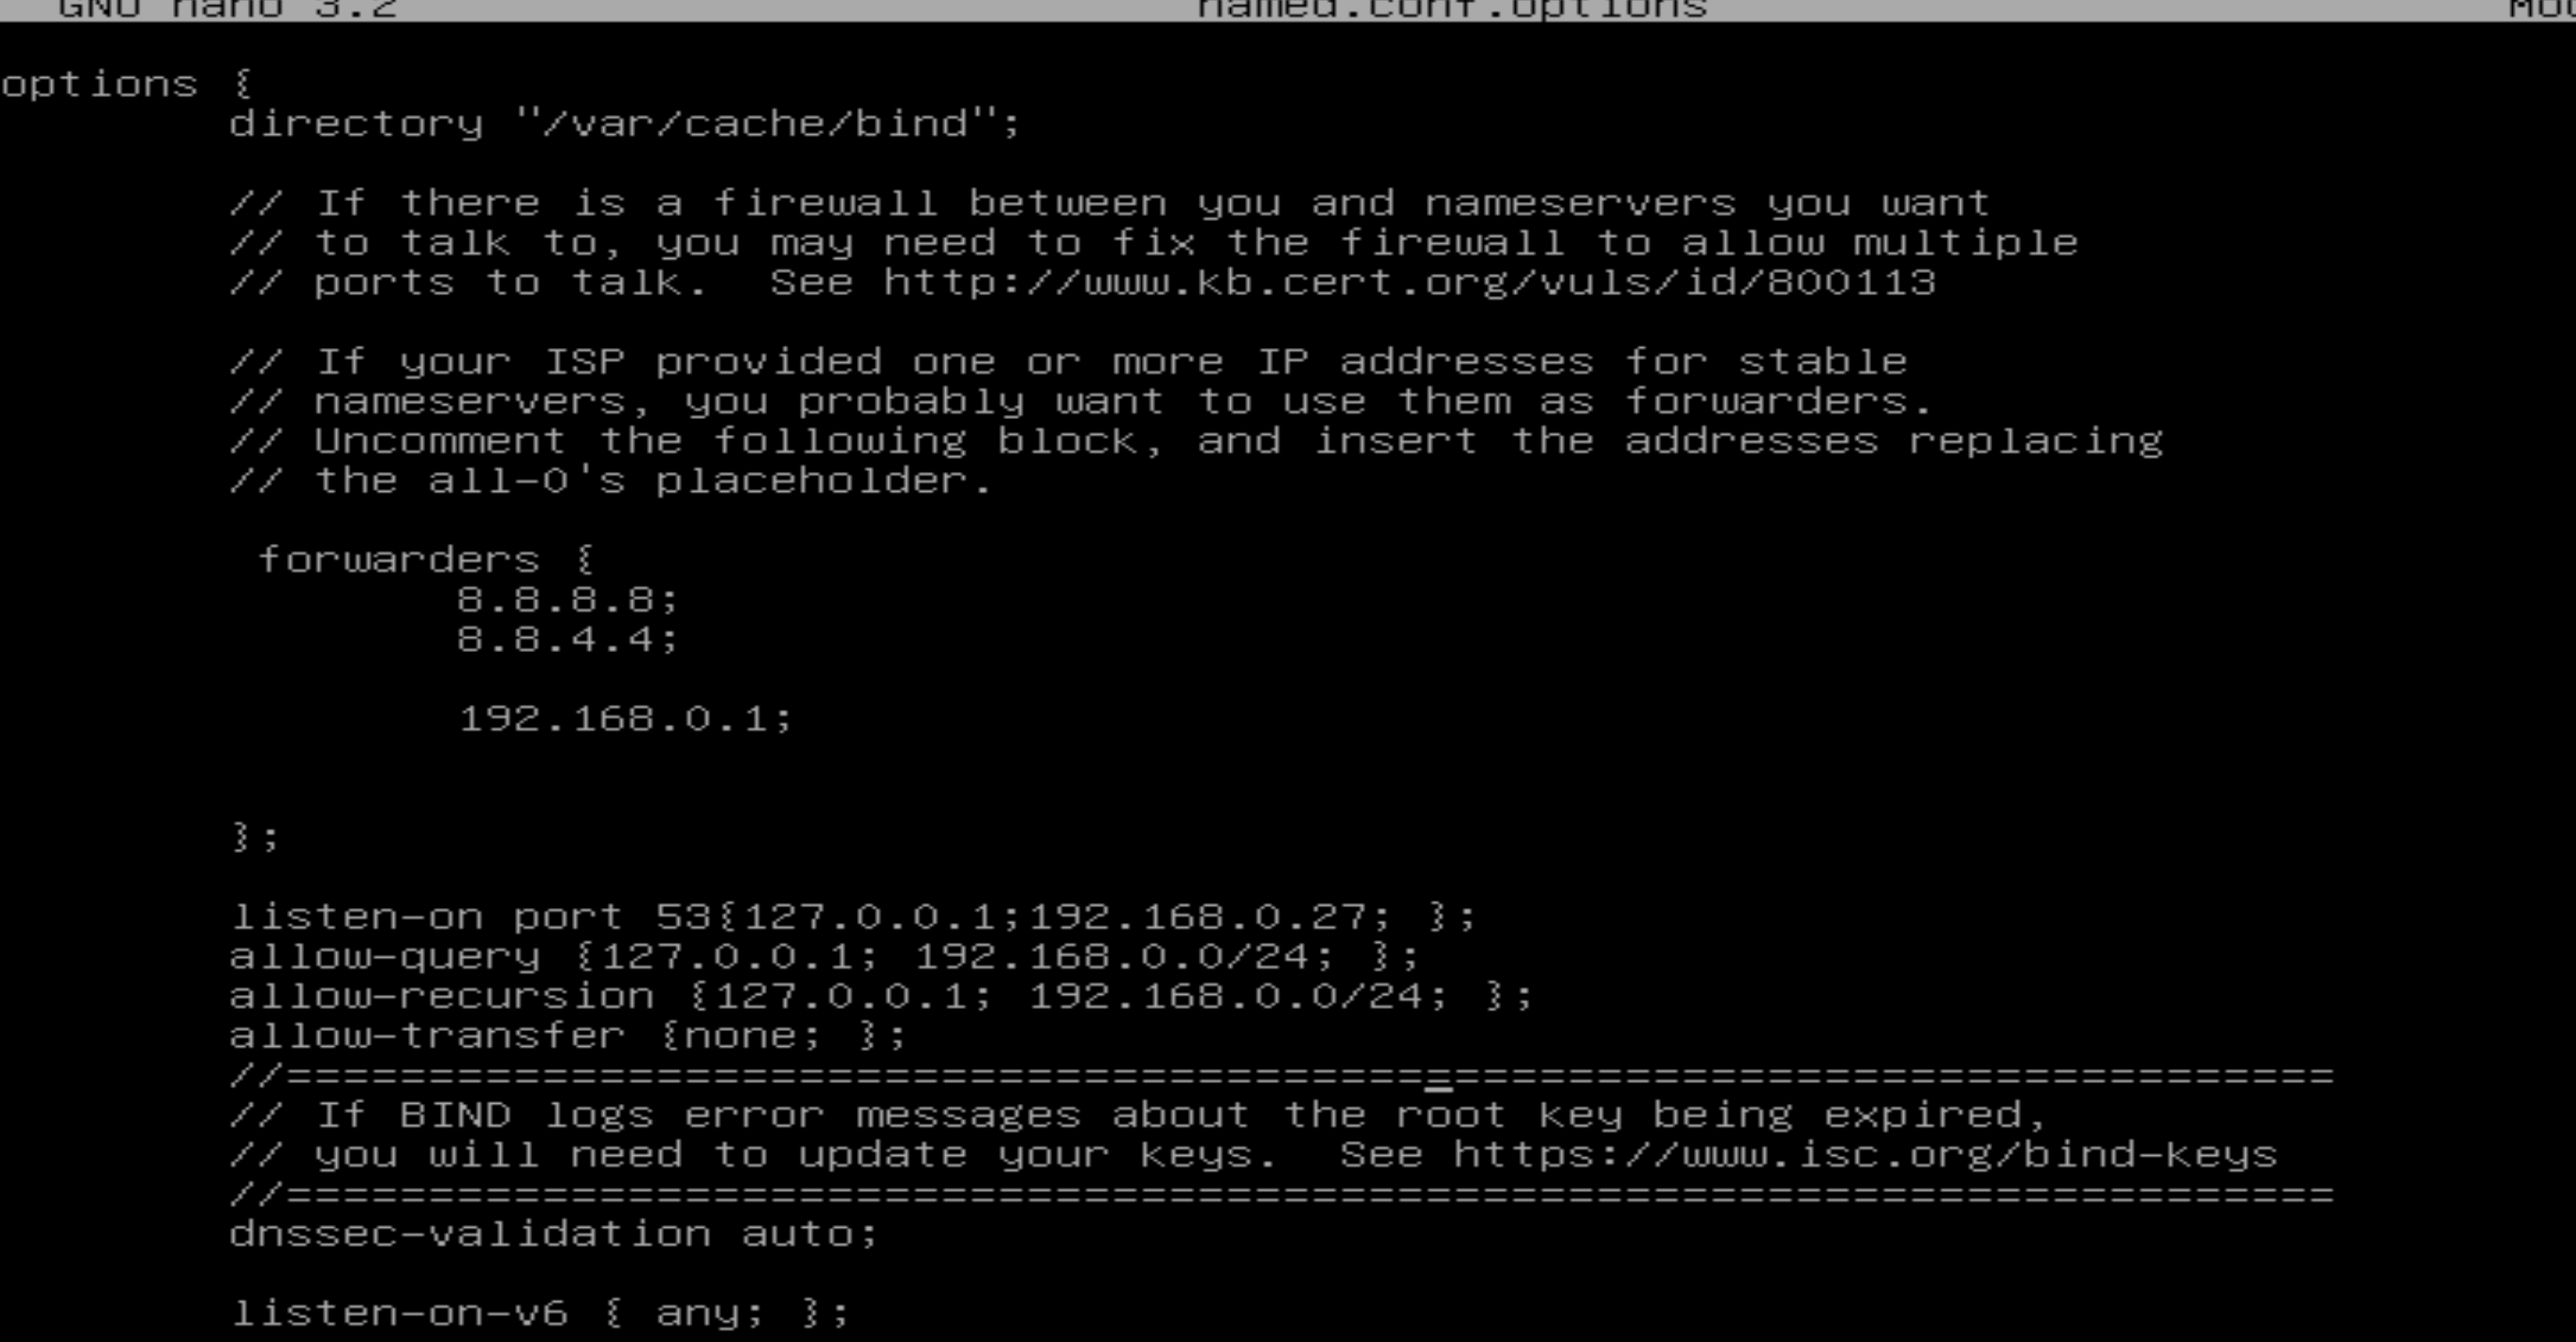 GNU nano 3.2 named.conf.options Mod
options {
directory "/var/cache/bind";
// If there is a firewall between you and nameservers you want
// to talk to, you may need to fix the firewall to allow multiple
// ports to talk.  See http://www.kb.cert.org/vuls/id/800113
// If your ISP provided one or more IP addresses for stable
// nameservers, you probably want to use them as forwarders.
// Uncomment the following block, and insert the addresses replacing
// the all-0's placeholder.
forwarders {
8.8.8.8;
8.8.4.4;
192.168.0.1;
};
listen-on port 53{127.0.0.1;192.168.0.27; };
allow-query {127.0.0.1; 192.168.0.0/24; };
allow-recursion {127.0.0.1; 192.168.0.0/24; };
allow-transfer {none; };
//========================================================================
// If BIND logs error messages about the root key being expired,
// you will need to update your keys.  See https://www.isc.org/bind-keys
//========================================================================
dnssec-validation auto;
listen-on-v6 { any; };